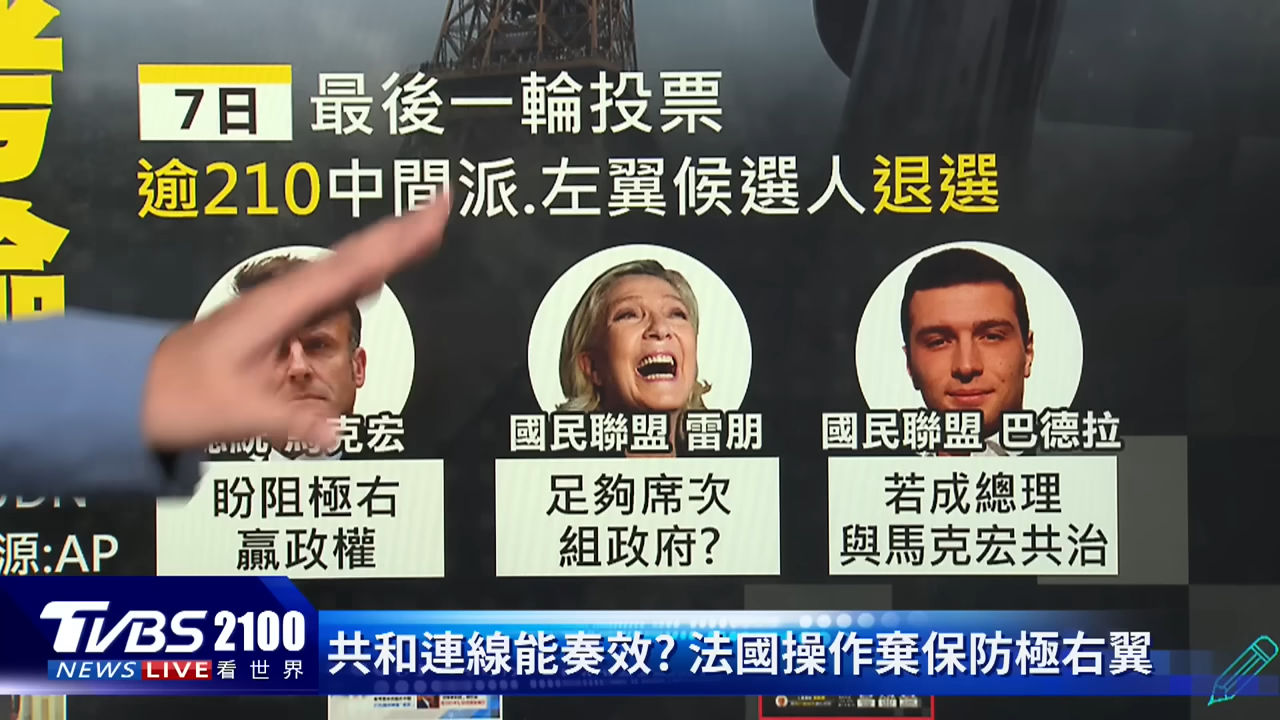 7日 最後一輪投票
逾210中間派.左翼候選人退選
克宏
國民聯盟 雷朋
國民聯盟 巴德拉
盼阻極右
贏政權
足夠席次
組政府?
若成總理
與馬克宏共治
源:AP
TVBS 2100
NEWS LIVE 看世界
共和連線能奏效? 法國操作棄保防極右翼